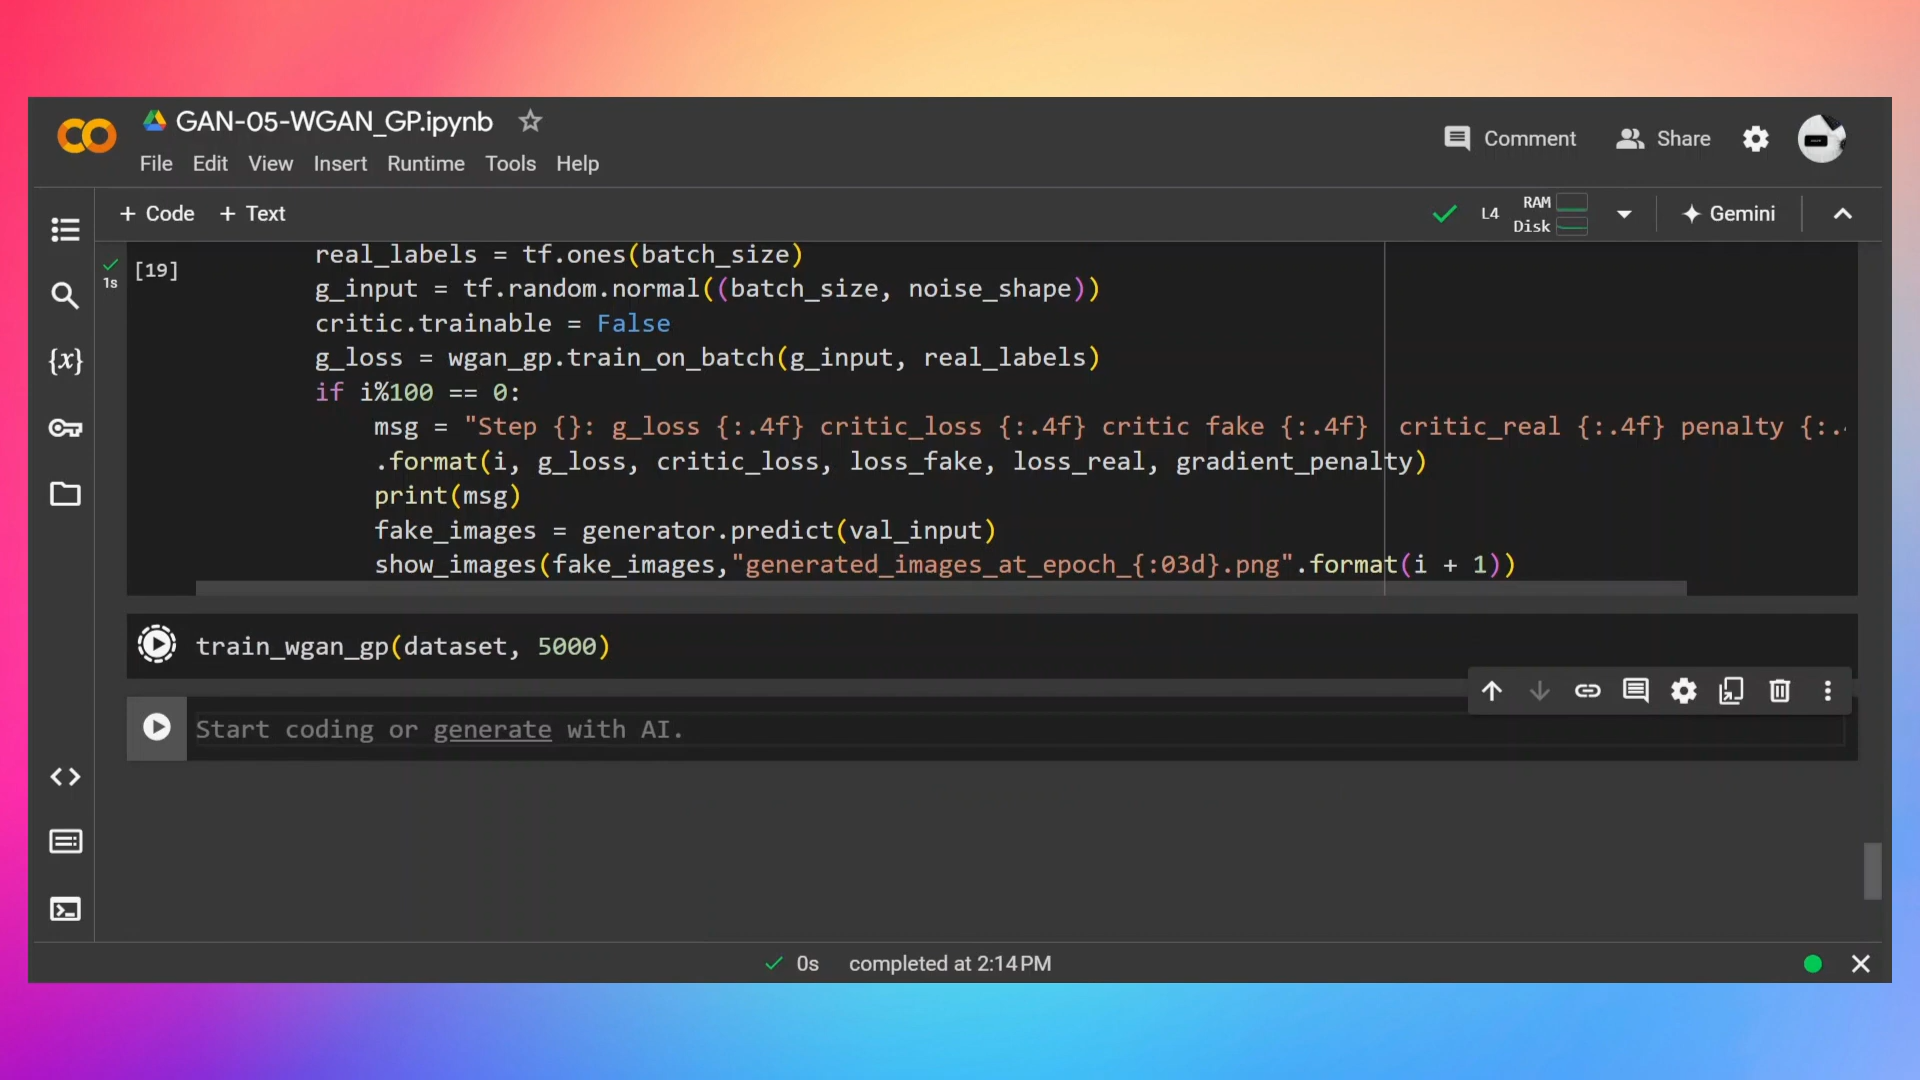 GAN-05-WGAN_GP.ipynb
Comment
Share
File Edit View Insert Runtime Tools Help
+ Code + Text
L4
RAM
Disk
Gemini
1s
[19]
real_labels = tf.ones(batch_size)
g_input = tf.random.normal((batch_size, noise_shape))
critic.trainable = False
g_loss = wgan_gp.train_on_batch(g_input, real_labels)
if i%100 == 0:
msg = "Step {}: g_loss {:.4f} critic_loss {:.4f} critic fake {:.4f}  critic_real {:.4f} penalty {:.
.format(i, g_loss, critic_loss, loss_fake, loss_real, gradient_penalty)
print(msg)
fake_images = generator.predict(val_input)
show_images(fake_images,"generated_images_at_epoch_{:03d}.png".format(i + 1))
train_wgan_gp(dataset, 5000)
Start coding or generate with AI.
0s completed at 2:14 PM